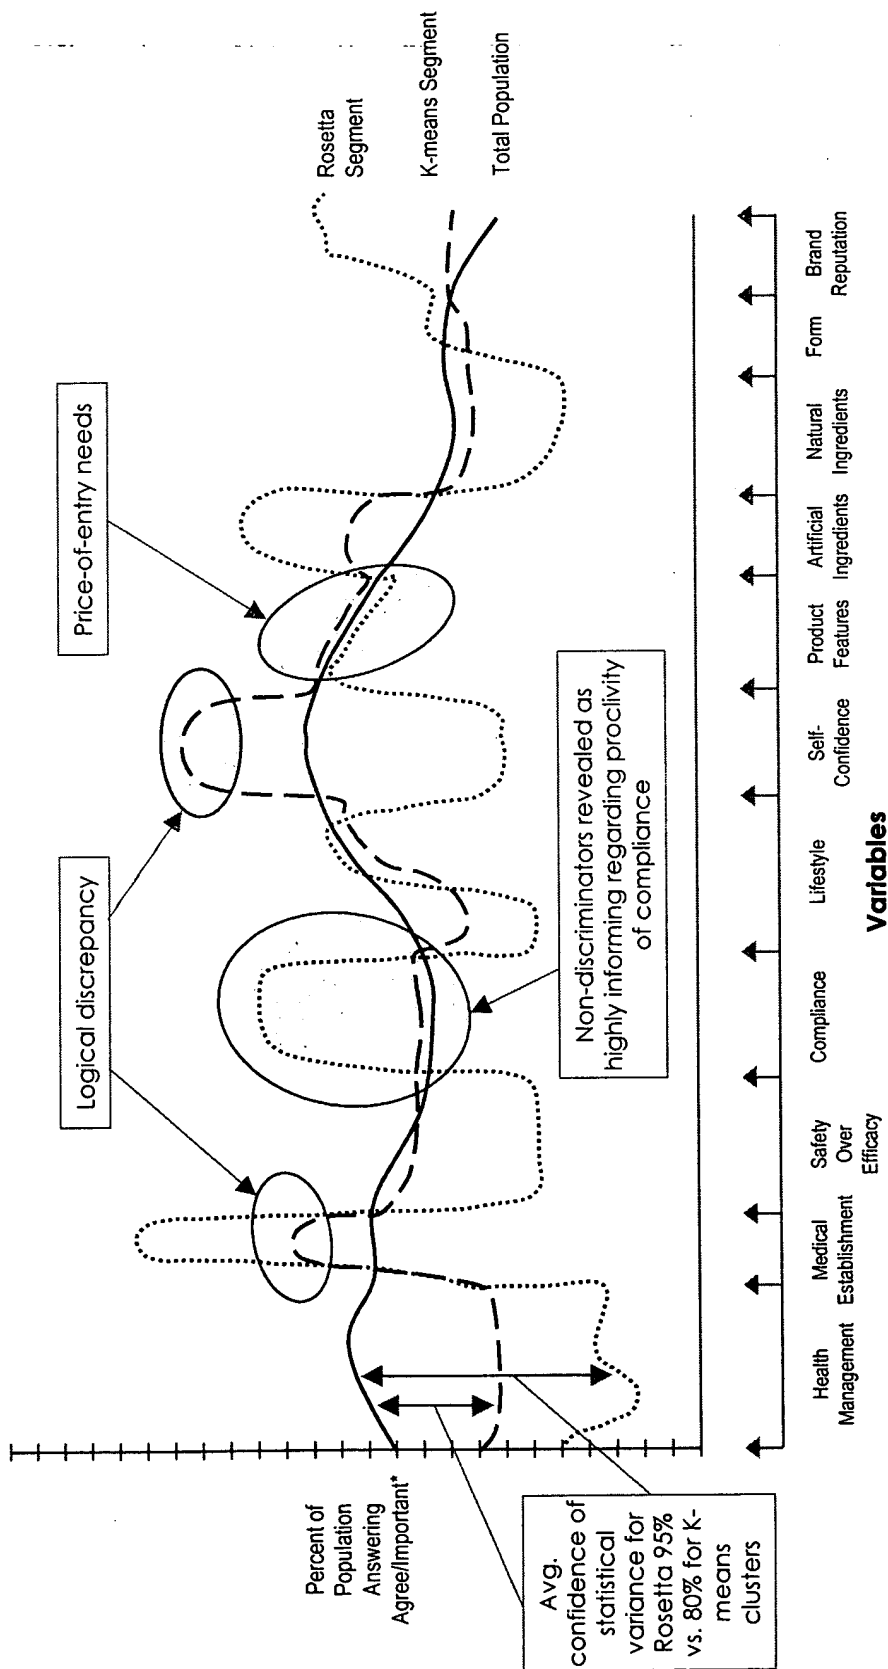 Rosetta
Segment
K-means Segment
Total Population
Price-of-entry needs
Logical discrepancy
Non-discriminators revealed as
highly informing regarding proclivity
of compliance
Percent of
Population
Answering
Agree/Important*
Avg.
confidence of
statistical
variance for
Rosetta 95%
vs. 80% for K-
means
clusters
Health
Management
Medical
Establishment
Safety
Over
Efficacy
Compliance
Lifestyle
Self-
Confidence
Product
Features
Artificial
Ingredients
Natural
Ingredients
Form
Brand
Reputation
Variables